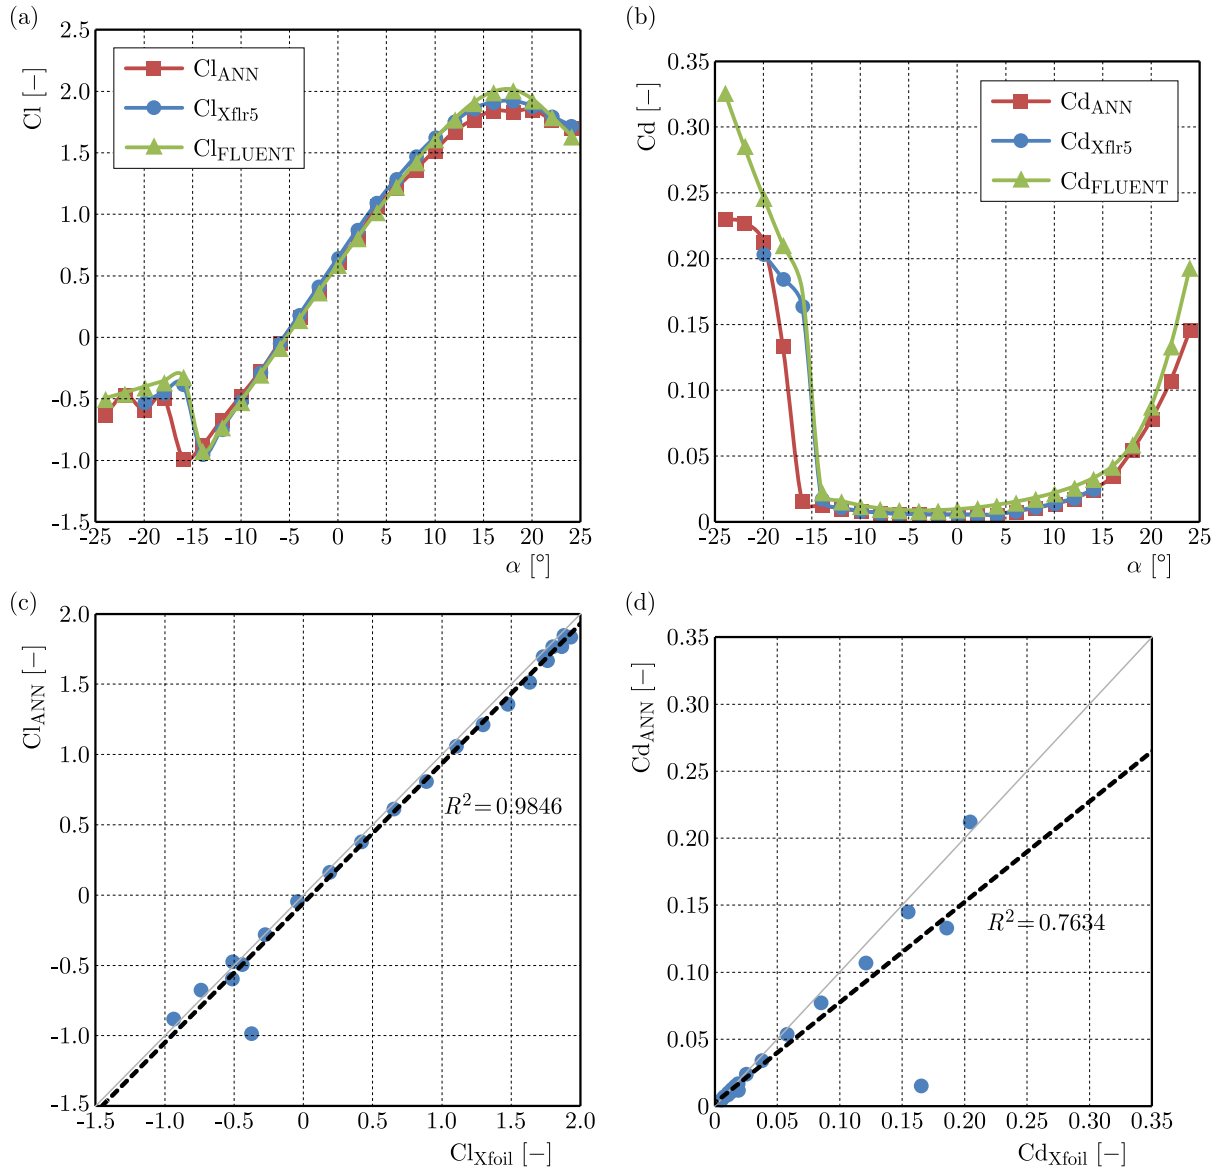 (a)
2.5
2.0
1.5
1.0
0.5
0
-0.5
-1.0
-1.5
Cl [−]
Cl_ANN
Cl_Xflr5
Cl_FLUENT
-25 -20 -15 -10 -5 0 5 10 15 20 25
α [°]
(b)
0.35
0.30
0.25
0.20
0.15
0.10
0.05
0
Cd [−]
Cd_ANN
Cd_Xflr5
Cd_FLUENT
-25 -20 -15 -10 -5 0 5 10 15 20 25
α [°]
(c)
2.0
1.5
1.0
0.5
0
-0.5
-1.0
-1.5
Cl_ANN [−]
R² = 0.9846
-1.5 -1.0 -0.5 0 0.5 1.0 1.5 2.0
Cl_Xfoil [−]
(d)
0.35
0.30
0.25
0.20
0.15
0.10
0.05
0
Cd_ANN [−]
R² = 0.7634
0 0.05 0.10 0.15 0.20 0.25 0.30 0.35
Cd_Xfoil [−]